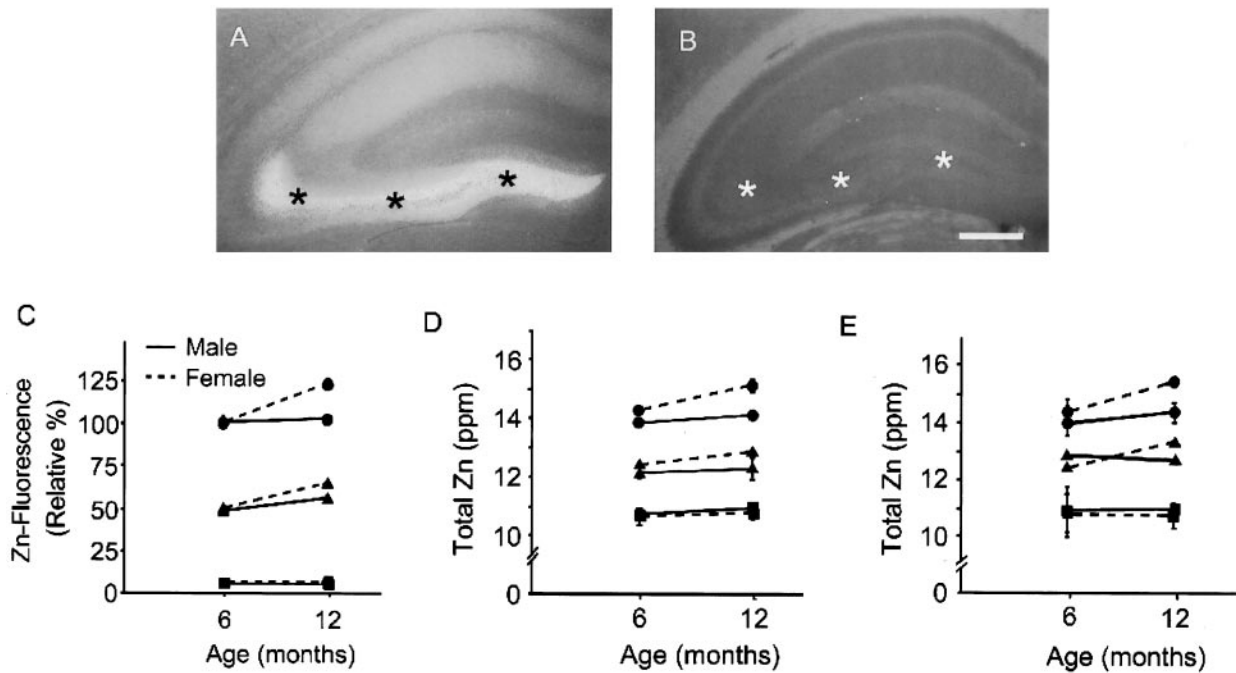 A
B
* * *
* * *
C
Male
Female
Zn-Fluorescence
(Relative %)
125
100
75
50
25
0
6 12
Age (months)
D
Total Zn (ppm)
16
14
12
10
0
6 12
Age (months)
E
Total Zn (ppm)
16
14
12
10
0
6 12
Age (months)